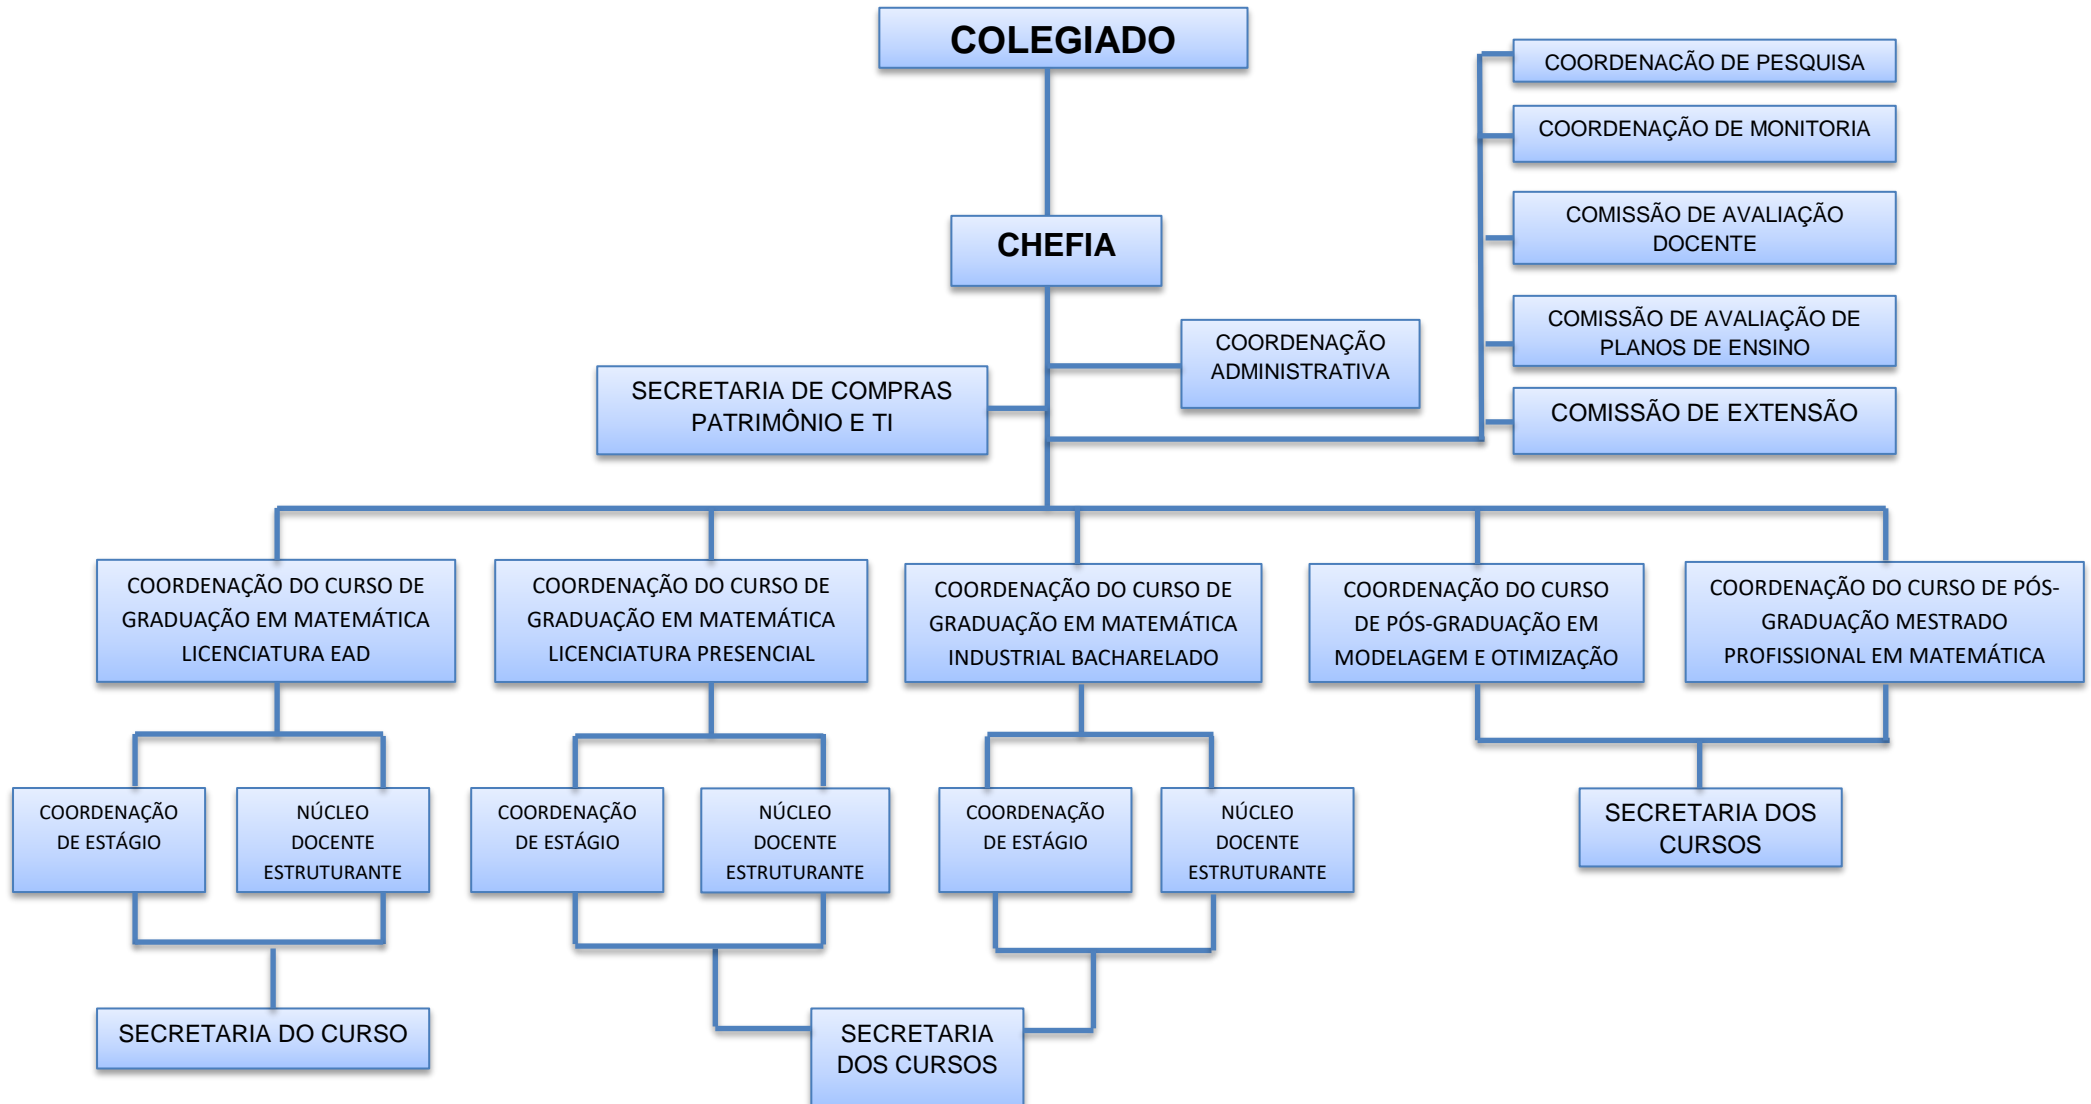 COLEGIADO
COORDENACÃO DE PESQUISA
COORDENAÇÃO DE MONITORIA
COMISSÃO DE AVALIAÇÃO
DOCENTE
CHEFIA
COMISSÃO DE AVALIAÇÃO DE
PLANOS DE ENSINO
COORDENAÇÃO
ADMINISTRATIVA
SECRETARIA DE COMPRAS
PATRIMÔNIO E TI
COMISSÃO DE EXTENSÃO
COORDENAÇÃO DO CURSO DE
GRADUAÇÃO EM MATEMÁTICA
LICENCIATURA EAD
COORDENAÇÃO DO CURSO DE
GRADUAÇÃO EM MATEMÁTICA
LICENCIATURA PRESENCIAL
COORDENAÇÃO DO CURSO DE
GRADUAÇÃO EM MATEMÁTICA
INDUSTRIAL BACHARELADO
COORDENAÇÃO DO CURSO
DE PÓS-GRADUAÇÃO EM
MODELAGEM E OTIMIZAÇÃO
COORDENAÇÃO DO CURSO DE PÓS-
GRADUAÇÃO MESTRADO
PROFISSIONAL EM MATEMÁTICA
COORDENAÇÃO
DE ESTÁGIO
NÚCLEO
DOCENTE
ESTRUTURANTE
COORDENAÇÃO
DE ESTÁGIO
NÚCLEO
DOCENTE
ESTRUTURANTE
COORDENAÇÃO
DE ESTÁGIO
NÚCLEO
DOCENTE
ESTRUTURANTE
SECRETARIA DOS
CURSOS
SECRETARIA DO CURSO
SECRETARIA
DOS CURSOS